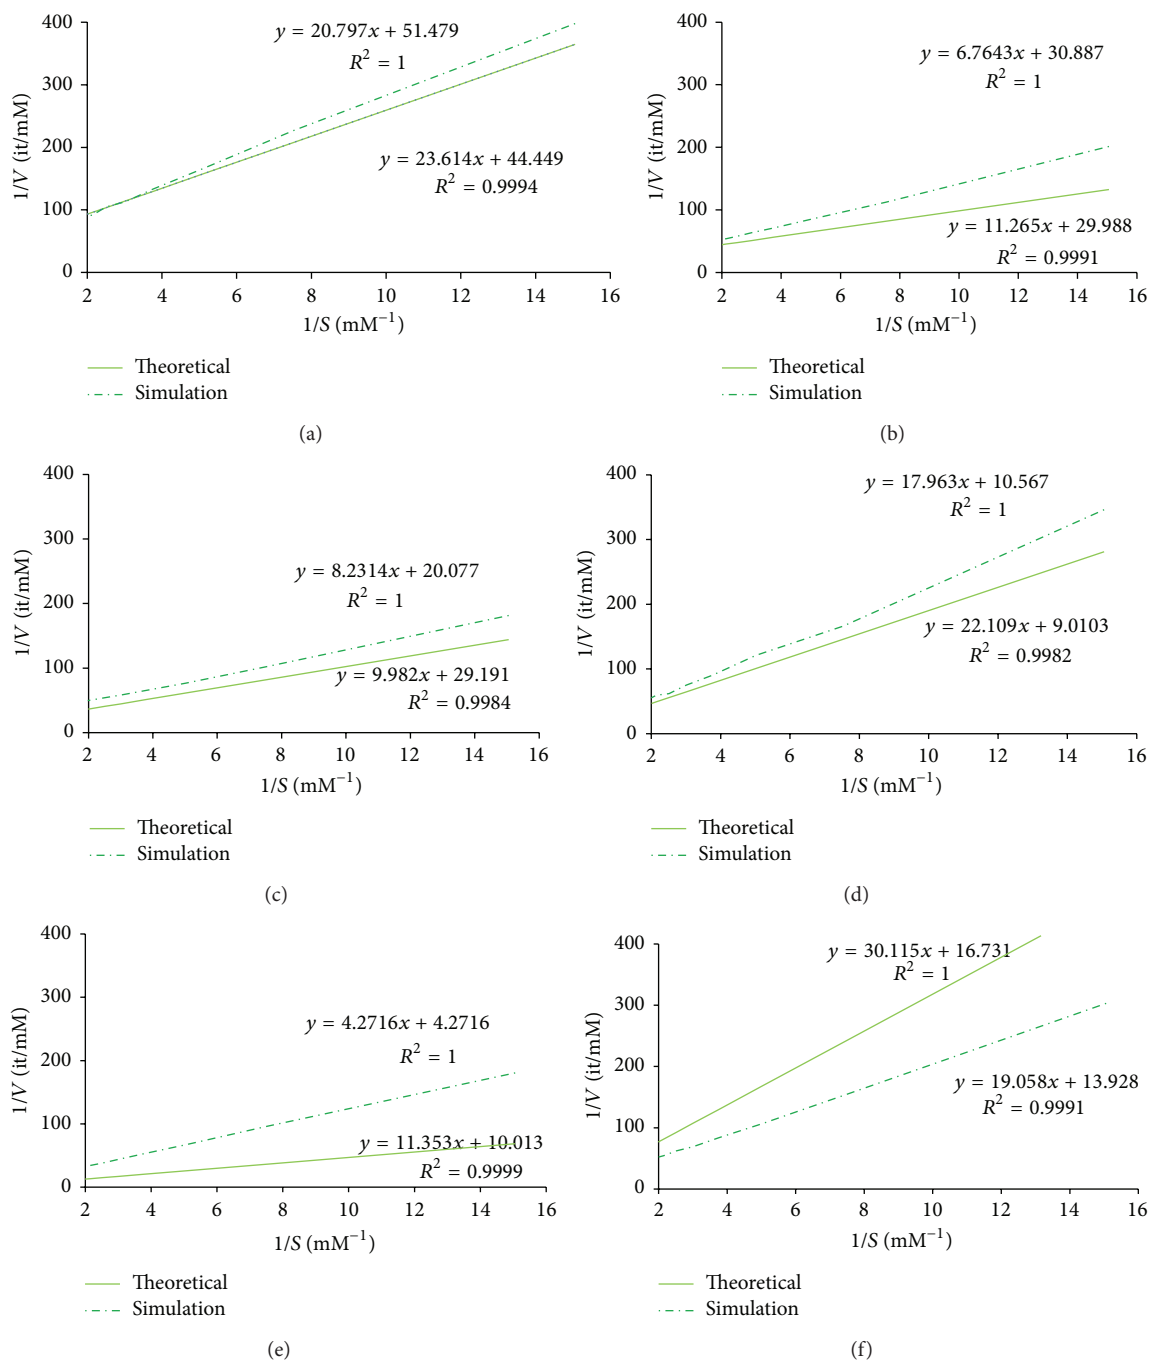 400
300
200
100
0
1/V (it/mM)
y = 20.797x + 51.479
R² = 1
y = 23.614x + 44.449
R² = 0.9994
2 4 6 8 10 12 14 16
1/S (mM⁻¹)
Theoretical
Simulation
(a)
400
300
200
100
0
1/V (it/mM)
y = 6.7643x + 30.887
R² = 1
y = 11.265x + 29.988
R² = 0.9991
2 4 6 8 10 12 14 16
1/S (mM⁻¹)
Theoretical
Simulation
(b)
400
300
200
100
0
1/V (it/mM)
y = 8.2314x + 20.077
R² = 1
y = 9.982x + 29.191
R² = 0.9984
2 4 6 8 10 12 14 16
1/S (mM⁻¹)
Theoretical
Simulation
(c)
400
300
200
100
0
1/V (it/mM)
y = 17.963x + 10.567
R² = 1
y = 22.109x + 9.0103
R² = 0.9982
2 4 6 8 10 12 14 16
1/S (mM⁻¹)
Theoretical
Simulation
(d)
400
300
200
100
0
1/V (it/mM)
y = 4.2716x + 4.2716
R² = 1
y = 11.353x + 10.013
R² = 0.9999
2 4 6 8 10 12 14 16
1/S (mM⁻¹)
Theoretical
Simulation
(e)
400
300
200
100
0
1/V (it/mM)
y = 30.115x + 16.731
R² = 1
y = 19.058x + 13.928
R² = 0.9991
2 4 6 8 10 12 14 16
1/S (mM⁻¹)
Theoretical
Simulation
(f)